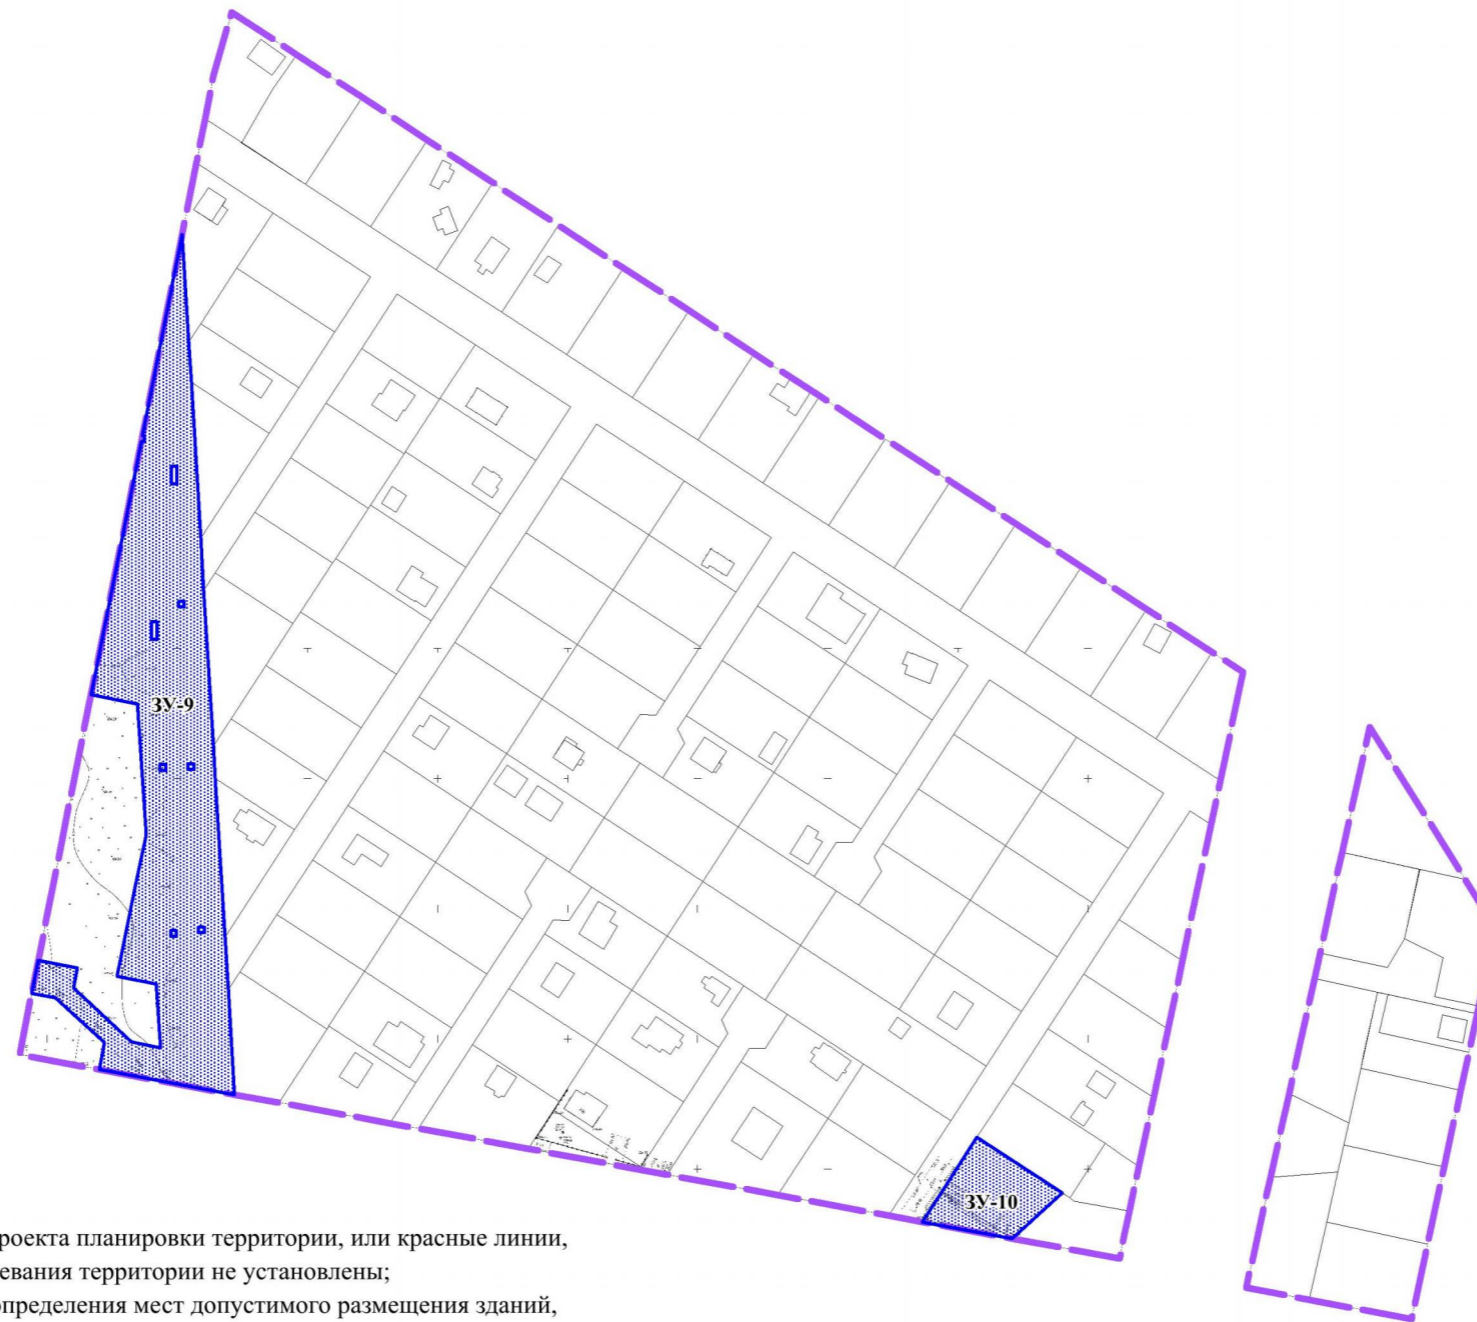 ЗУ-9
ЗУ-10
роекта планировки территории, или красные линии,
евания территории не установлены;
определения мест допустимого размещения зданий,